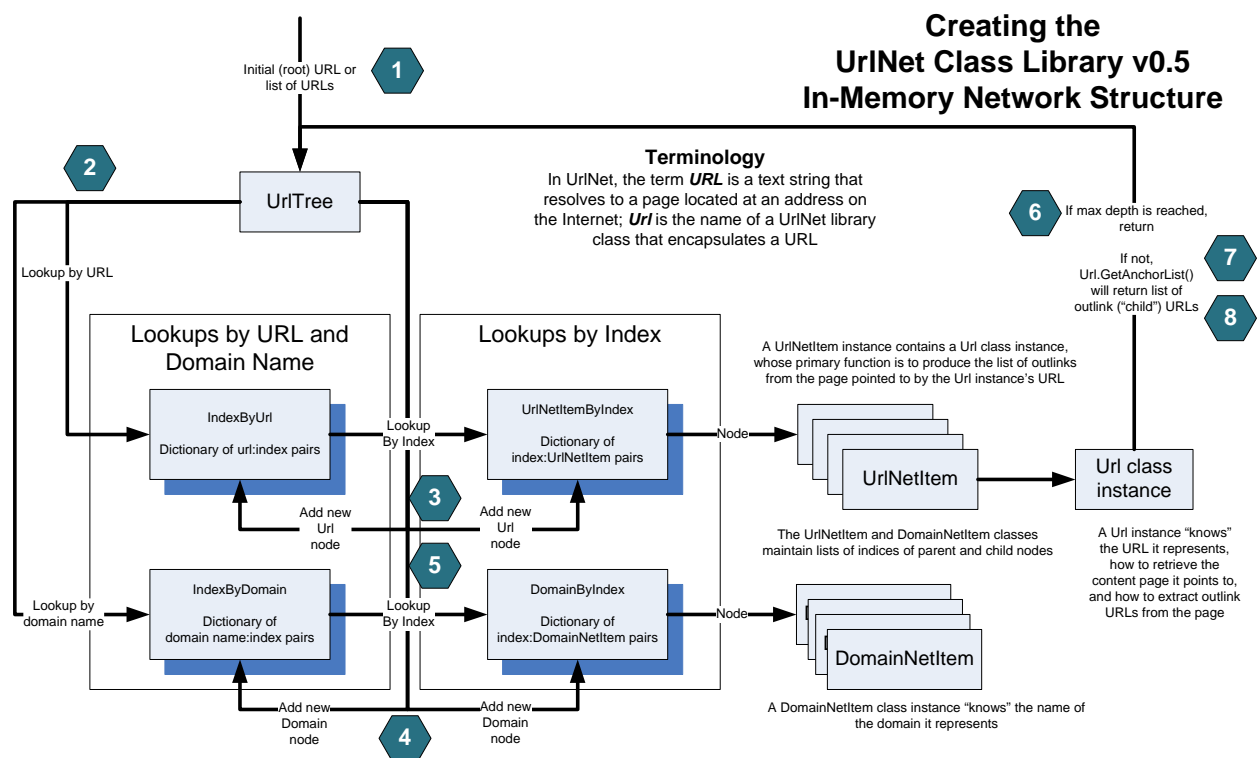 Creating the
UrlNet Class Library v0.5
In-Memory Network Structure
Initial (root) URL or
list of URLs
1
2
UrlTree
Terminology
In UrlNet, the term URL is a text string that
resolves to a page located at an address on
the Internet; Url is the name of a UrlNet library
class that encapsulates a URL
6
If max depth is reached,
return
If not,
Url.GetAnchorList()
will return list of
outlink (“child”) URLs
7
8
Lookup by URL
Lookups by URL and
Domain Name
Lookups by Index
A UrlNetItem instance contains a Url class instance,
whose primary function is to produce the list of outlinks
from the page pointed to by the Url instance’s URL
IndexByUrl
Dictionary of url:index pairs
Lookup
By Index
UrlNetItemByIndex
Dictionary of
index:UrlNetItem pairs
Node
UrlNetItem
Url class
instance
3
Add new
Url
node
Add new
Url
node
The UrlNetItem and DomainNetItem classes
maintain lists of indices of parent and child nodes
A Url instance “knows”
the URL it represents,
how to retrieve the
content page it points to,
and how to extract outlink
URLs from the page
5
Lookup by
domain name
IndexByDomain
Dictionary of
domain name:index pairs
Lookup
By Index
DomainByIndex
Dictionary of
index:DomainNetItem pairs
Node
DomainNetItem
Add new
Domain
node
4
Add new
Domain
node
A DomainNetItem class instance “knows” the name of
the domain it represents